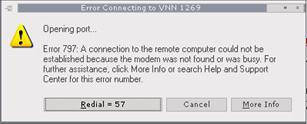 Error Connecting to VNN 1269
Opening port...
Error 797: A connection to the remote computer could not be
established because the modem was not found or was busy. For
further assistance, click More Info or search Help and Support
Center for this error number.
Redial = 57
Cancel
More Info